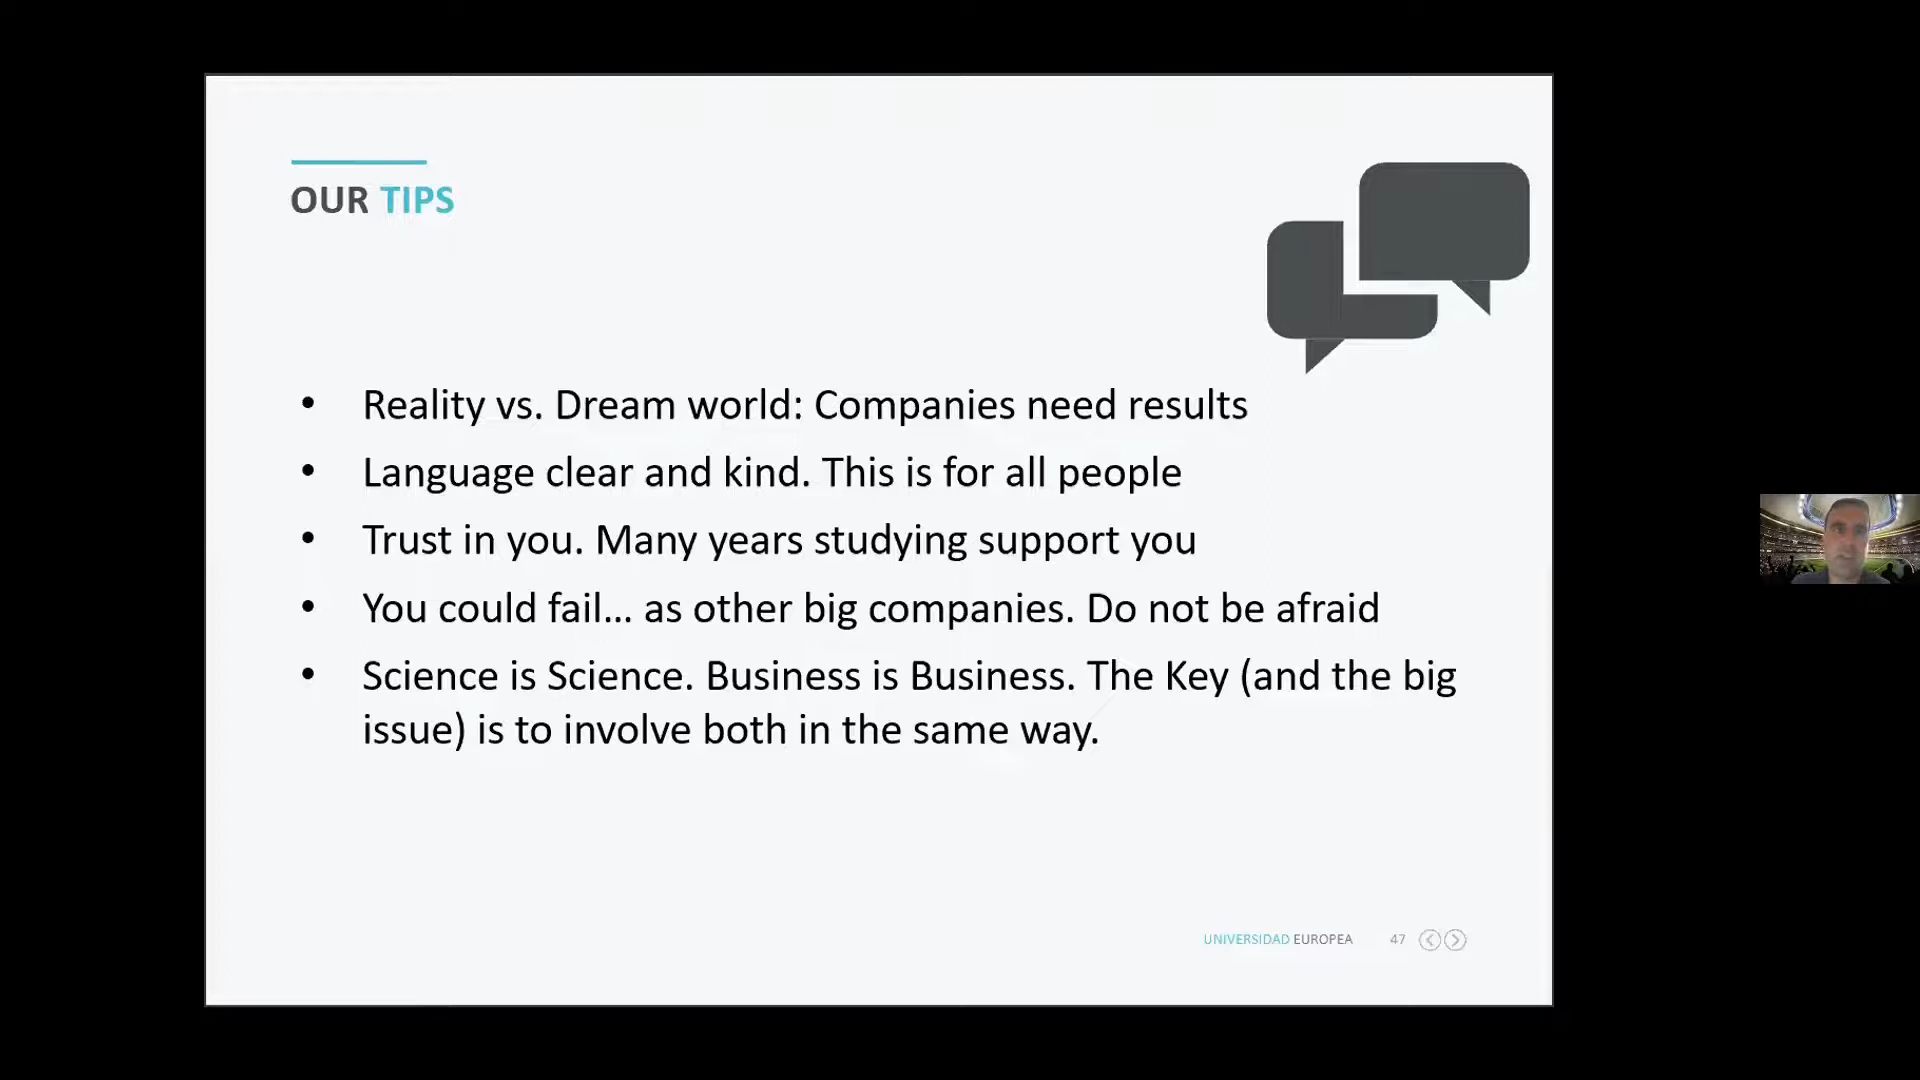 OUR TIPS
• Reality vs. Dream world: Companies need results
• Language clear and kind. This is for all people
• Trust in you. Many years studying support you
• You could fail... as other big companies. Do not be afraid
• Science is Science. Business is Business. The Key (and the big
issue) is to involve both in the same way.
UNIVERSIDAD EUROPEA 47